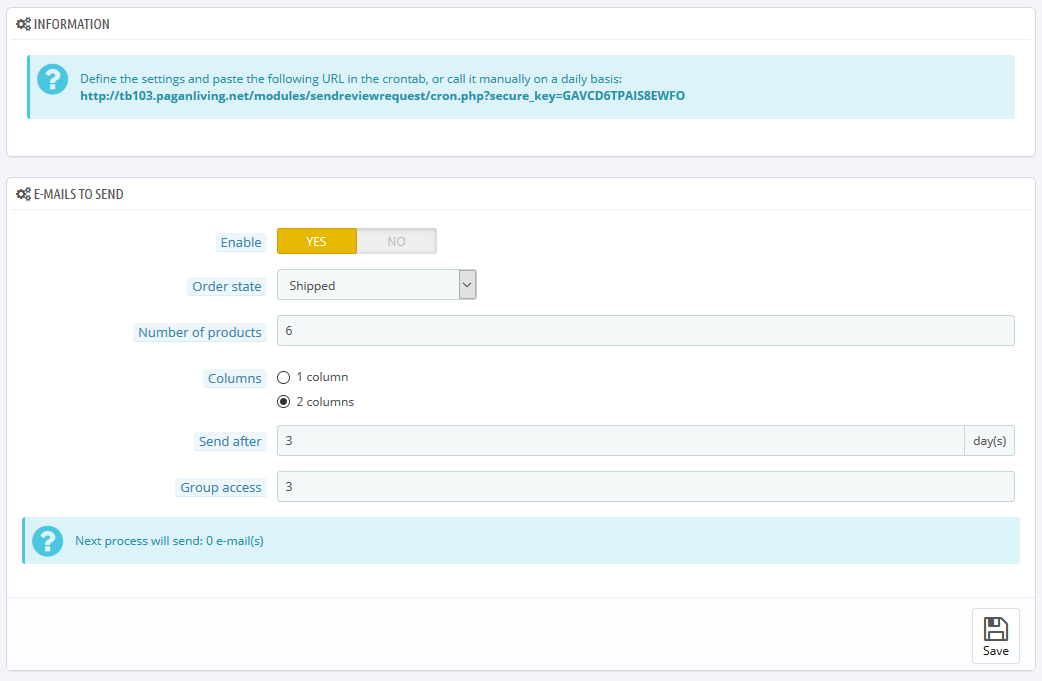 INFORMATION
Define the settings and paste the following URL in the crontab, or call it manually on a daily basis:
http://tb103.paganliving.net/modules/sendreviewrequest/cron.php?secure_key=GAVCD6TPAIS8EWFO
E-MAILS TO SEND
Enable YES NO
Order state Shipped
Number of products 6
Columns 1 column
2 columns
Send after 3 day(s)
Group access 3
Next process will send: 0 e-mail(s)
Save